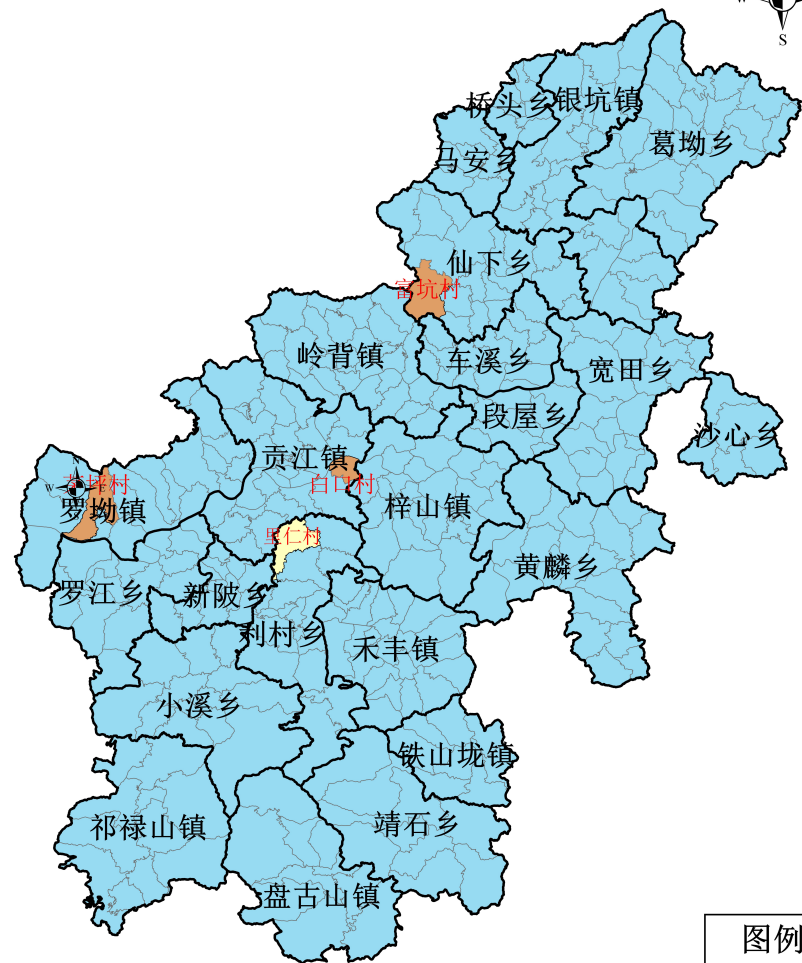 S
桥头乡
银坑镇
马安乡
葛坳乡
仙下乡
富坑村
岭背镇
车溪乡
宽田乡
段屋乡
沙心乡
贡江镇
白口村
梓山镇
N
W
E
罗坳镇
里仁村
黄麟乡
罗江乡
新陂乡
利村乡
禾丰镇
小溪乡
铁山垅镇
祁禄山镇
靖石乡
盘古山镇
图例